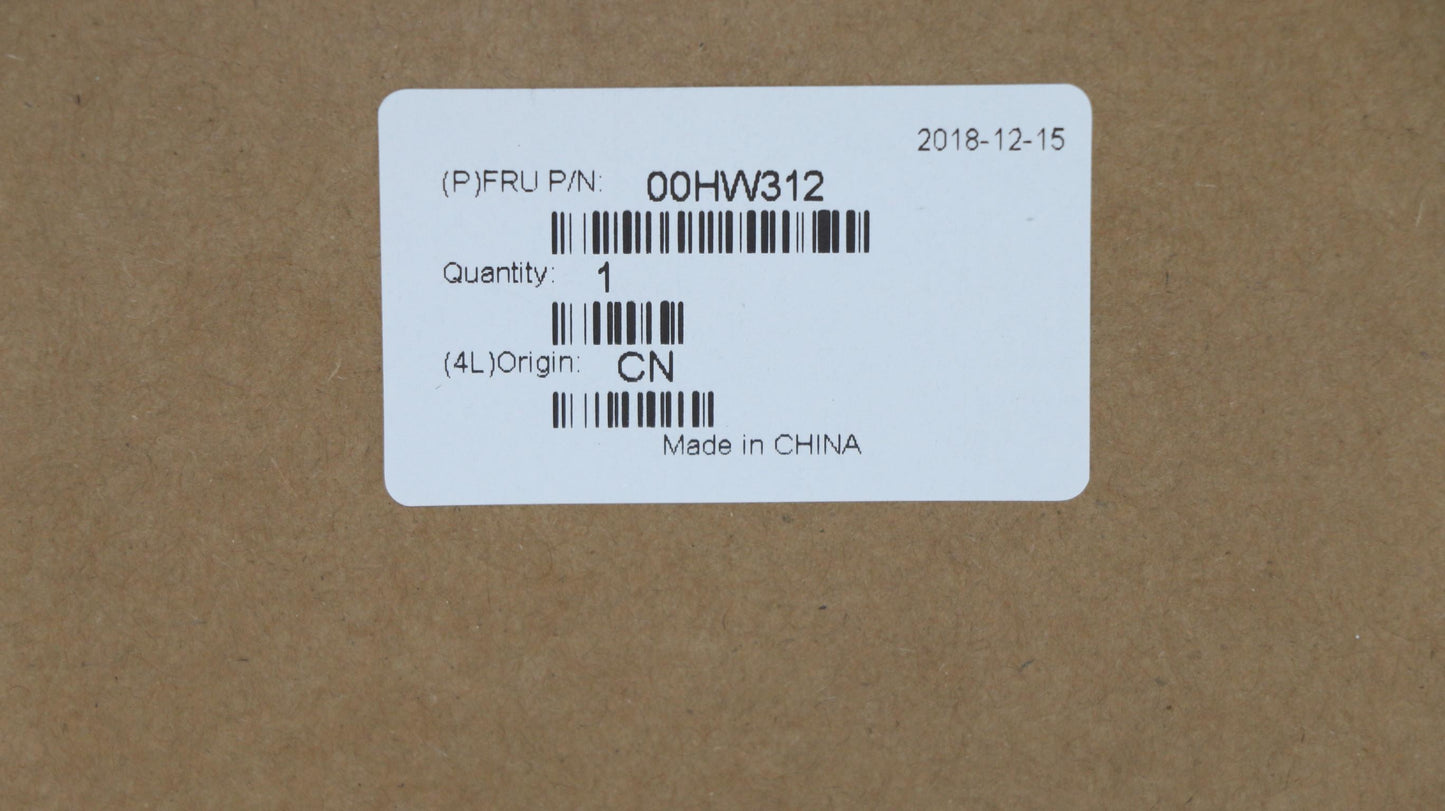 2018-12-15
(P)FRU P/N: 00HW312
Quantity: 1
(4L)Origin: CN
Made in CHINA